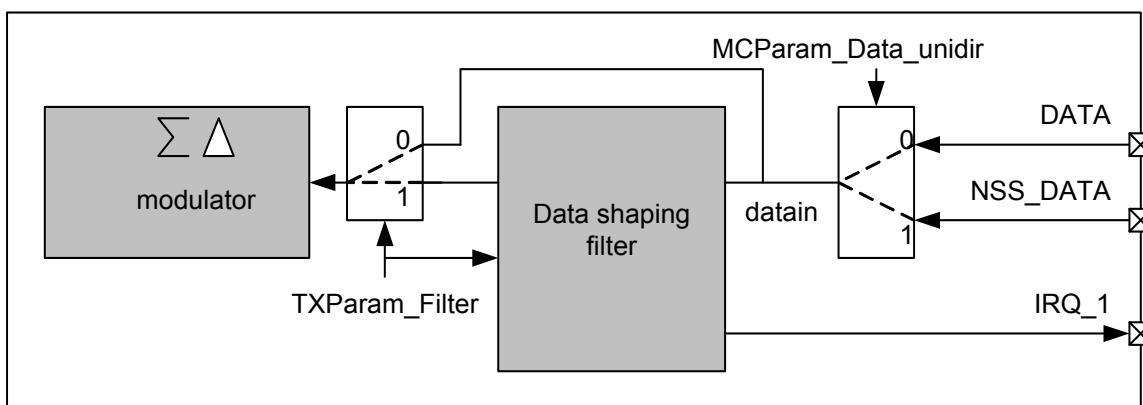 MCParam_Data_unidir
DATA
0
0
∑ Δ
modulator
1
Data shaping
filter
datain
NSS_DATA
1
TXParam_Filter
IRQ_1